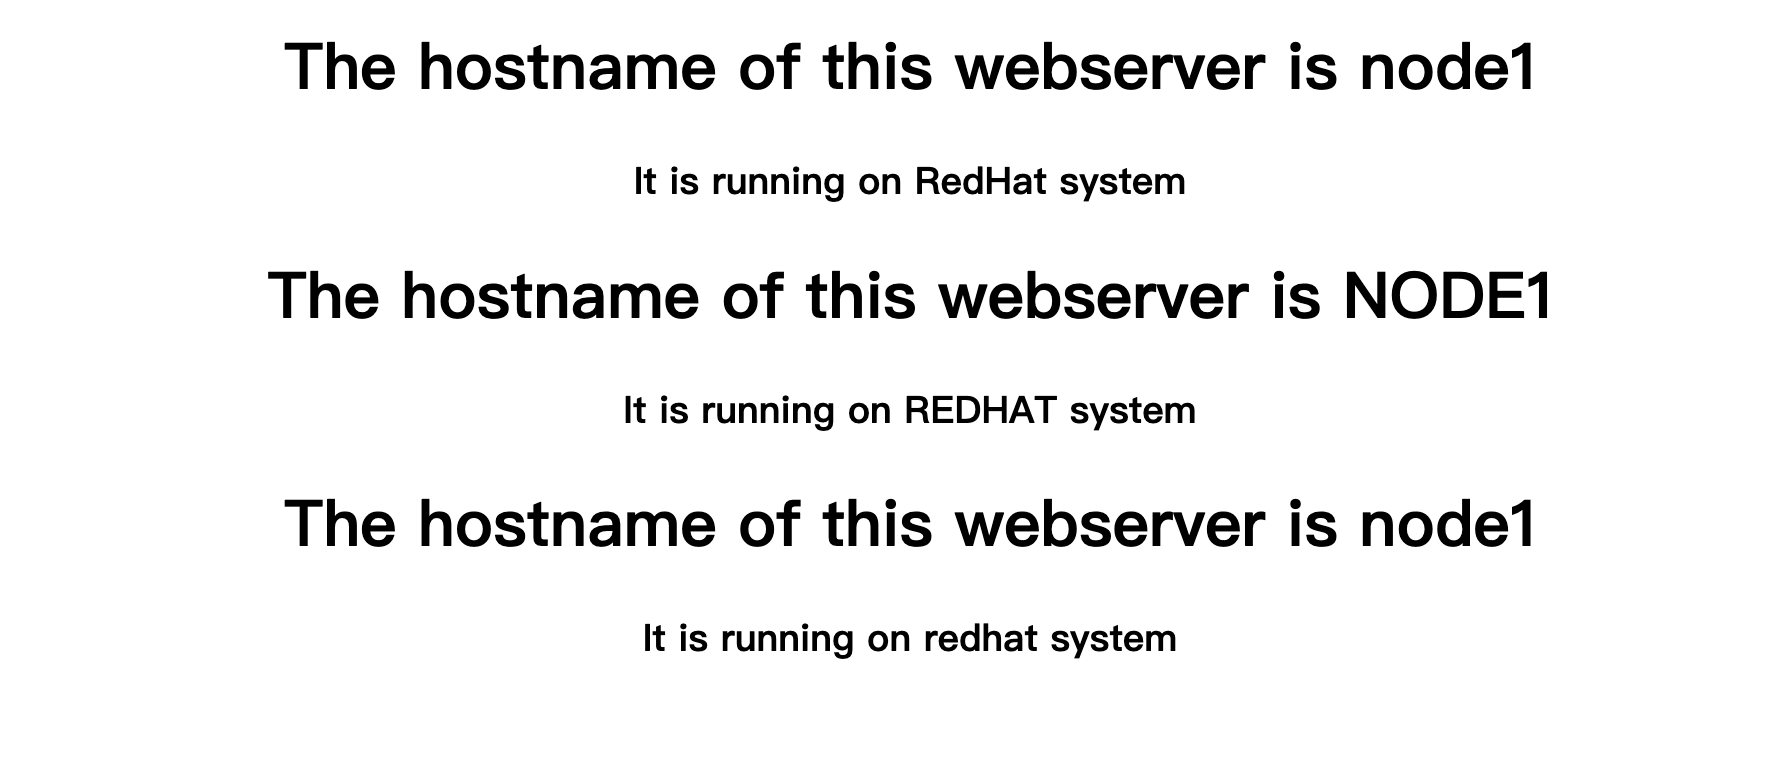 The hostname of this webserver is node1
It is running on RedHat system
The hostname of this webserver is NODE1
It is running on REDHAT system
The hostname of this webserver is node1
It is running on redhat system